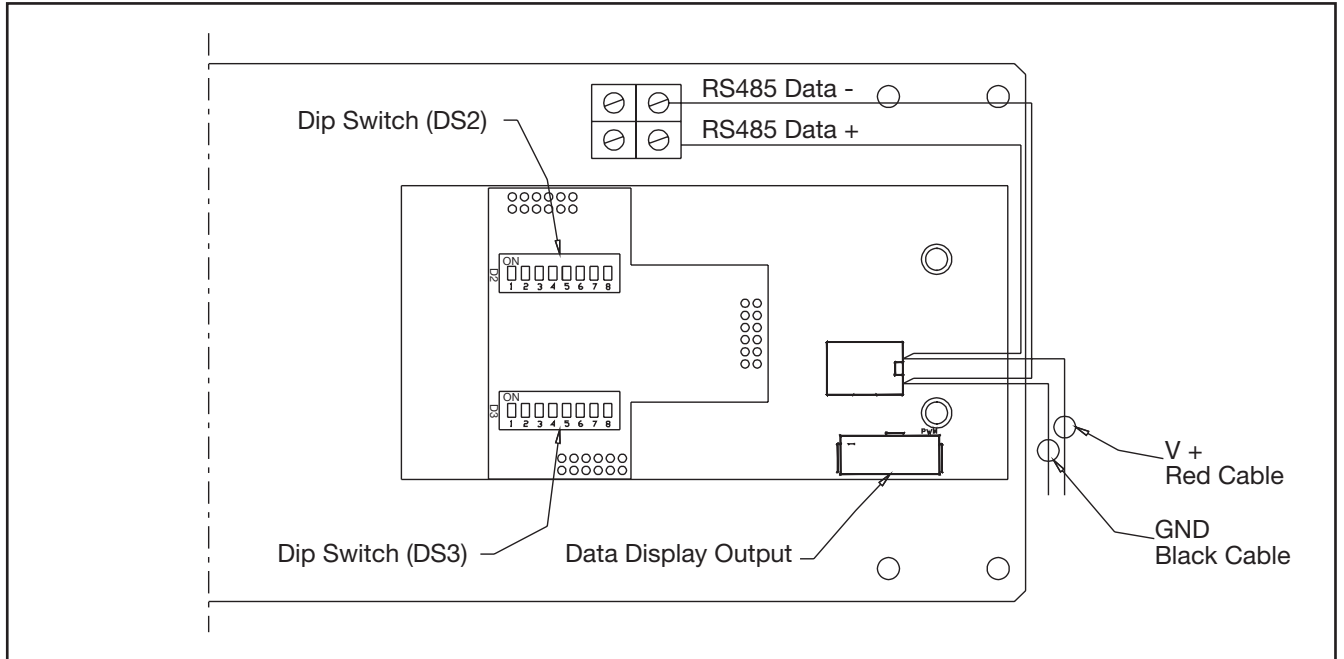 RS485 Data -
Dip Switch (DS2)
RS485 Data +
ON
D2
1 2 3 4 5 6 7 8
ON
D3
1 2 3 4 5 6 7 8
PWM
1
V +
Red Cable
GND
Black Cable
Dip Switch (DS3)
Data Display Output